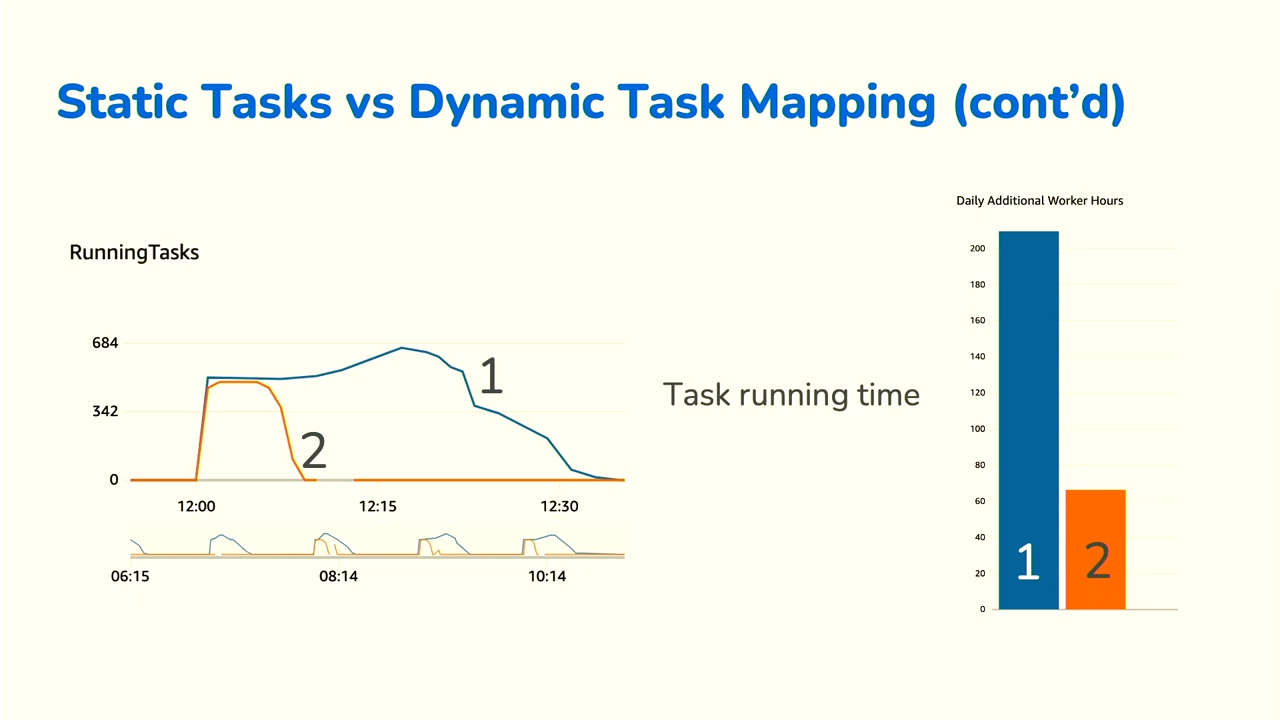 Static Tasks vs Dynamic Task Mapping (cont’d)
RunningTasks
684
342
0
12:00 12:15 12:30
06:15 08:14 10:14
1
2
Task running time
Daily Additional Worker Hours
200
180
160
140
120
100
80
60
40
20
0
1 2